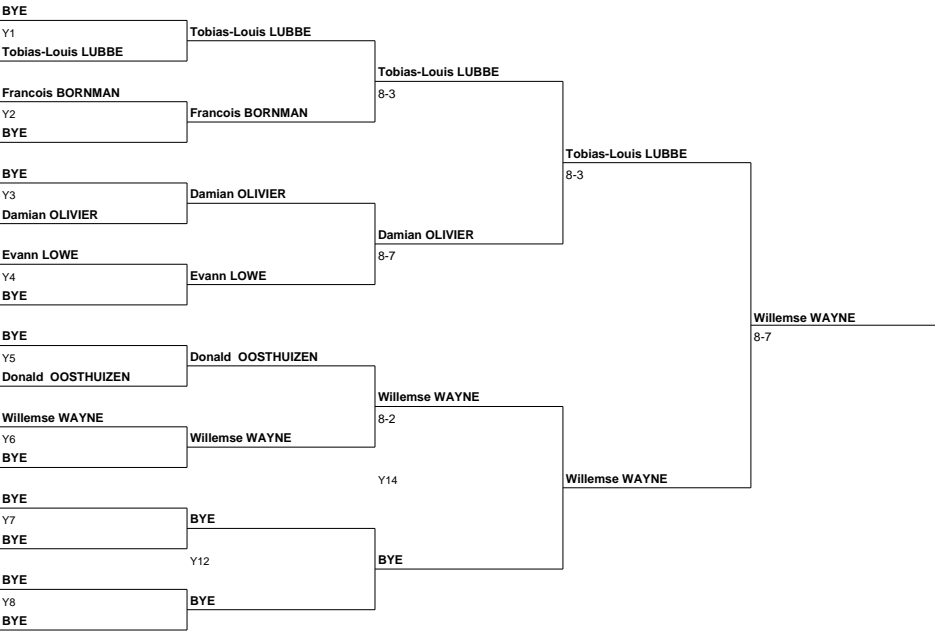 BYE
Y1
Tobias-Louis LUBBE
Tobias-Louis LUBBE
Tobias-Louis LUBBE
8-3
Francois BORNMAN
Y2
Francois BORNMAN
BYE
Tobias-Louis LUBBE
8-3
BYE
Y3
Damian OLIVIER
Damian OLIVIER
Damian OLIVIER
8-7
Evann LOWE
Y4
Evann LOWE
BYE
Willemse WAYNE
8-7
BYE
Y5
Donald OOSTHUIZEN
Donald OOSTHUIZEN
Willemse WAYNE
8-2
Willemse WAYNE
Y6
Willemse WAYNE
BYE
Y14
Willemse WAYNE
BYE
Y7
BYE
BYE
Y12
BYE
BYE
Y8
BYE
BYE